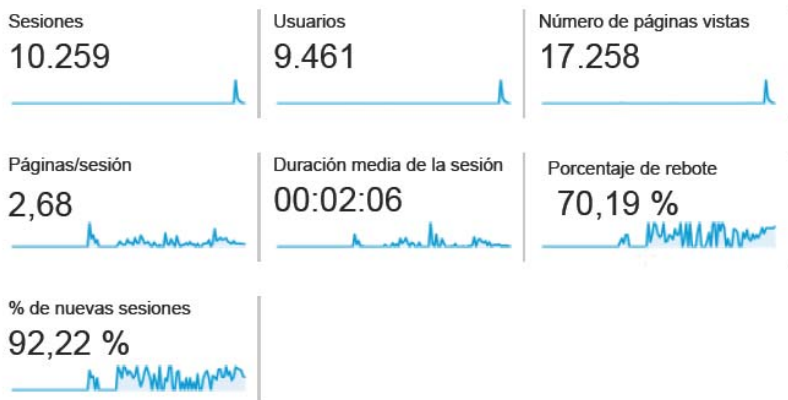 Sesiones
10.259
Usuarios
9.461
Número de páginas vistas
17.258
Páginas/sesión
2,68
Duración media de la sesión
00:02:06
Porcentaje de rebote
70,19 %
% de nuevas sesiones
92,22 %